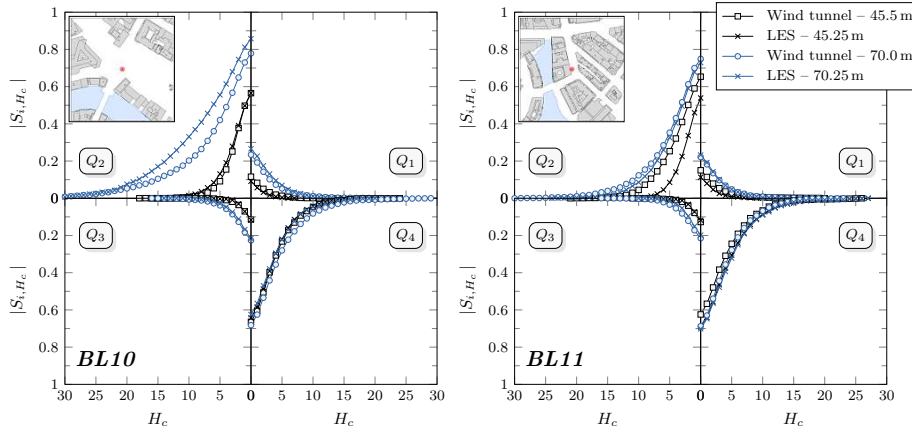 Wind tunnel – 45.5 m
LES – 45.25 m
Wind tunnel – 70.0 m
LES – 70.25 m
|S_{i,H_c}|
1
0.8
0.6
0.4
0.2
0
0.2
0.4
0.6
0.8
1
|S_{i,H_c}|
Q_2
Q_1
Q_3
Q_4
BL10
30 25 20 15 10 5 0 0 5 10 15 20 25 30
H_c H_c
|S_{i,H_c}|
1
0.8
0.6
0.4
0.2
0
0.2
0.4
0.6
0.8
1
|S_{i,H_c}|
Q_2
Q_1
Q_3
Q_4
BL11
30 25 20 15 10 5 0 0 5 10 15 20 25 30
H_c H_c